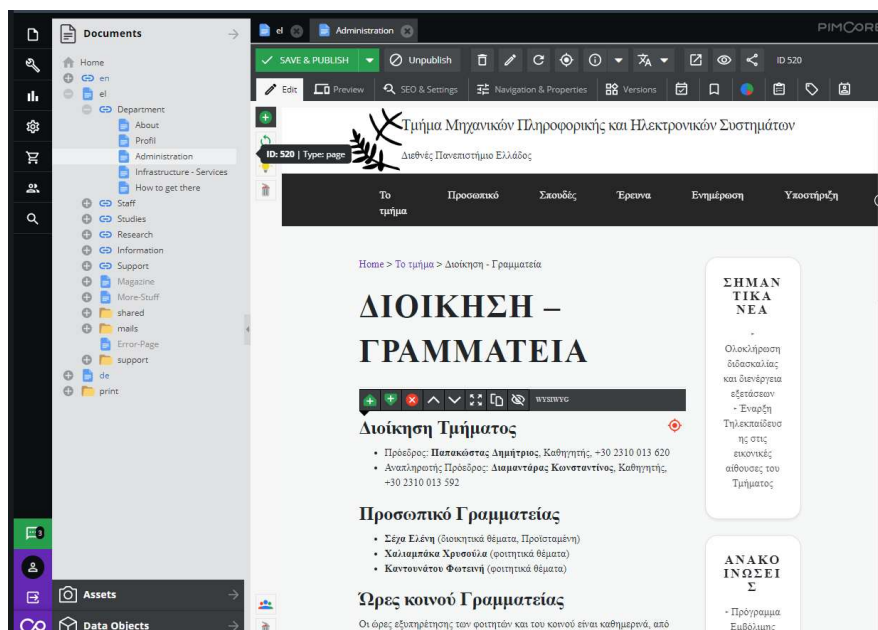 Documents
el
Administration
PIMCORE
SAVE & PUBLISH
Unpublish
ID 520
Edit
Preview
SEO & Settings
Navigation & Properties
Versions
Home
en
el
Department
About
Profil
Administration
Infrastructure - Services
How to get there
Staff
Studies
Research
Information
Support
Magazine
More-Stuff
shared
mails
Error-Page
support
de
print
ID: 520 | Type: page
3
Assets
Data Objects
Τμήμα Μηχανικών Πληροφορικής και Ηλεκτρονικών Συστημάτων
Διεθνές Πανεπιστήμιο Ελλάδος
Το
τμήμα
Προσωπικό
Σπουδές
Έρευνα
Ενημέρωση
Υποστήριξη
Home > Το τμήμα > Διοίκηση - Γραμματεία
ΔΙΟΙΚΗΣΗ –
ΓΡΑΜΜΑΤΕΙΑ
WYSIWYG
Διοίκηση Τμήματος
• Πρόεδρος: Παπακώστας Δημήτριος, Καθηγητής, +30 2310 013 620
• Αναπληρωτής Πρόεδρος: Διαμαντάρας Κωνσταντίνος, Καθηγητής,
+30 2310 013 592
Προσωπικό Γραμματείας
• Σέχα Ελένη (διοικητικά θέματα, Προϊσταμένη)
• Χαλιαμπάκα Χρυσούλα (φοιτητικά θέματα)
• Καντουνάτου Φωτεινή (φοιτητικά θέματα)
Ώρες κοινού Γραμματείας
Οι ώρες εξυπηρέτησης των φοιτητών και του κοινού είναι καθημερινά, από
ΣΗΜΑΝ
ΤΙΚΑ
ΝΕΑ
-
Ολοκλήρωση
διδασκαλίας
και διενέργεια
εξετάσεων
- Έναρξη
Τηλεκπαίδευσ
ης στις
εικονικές
αίθουσες του
Τμήματος
ΑΝΑΚΟ
ΙΝΩΣΕΙ
Σ
- Πρόγραμμα
Εμβόλιμης